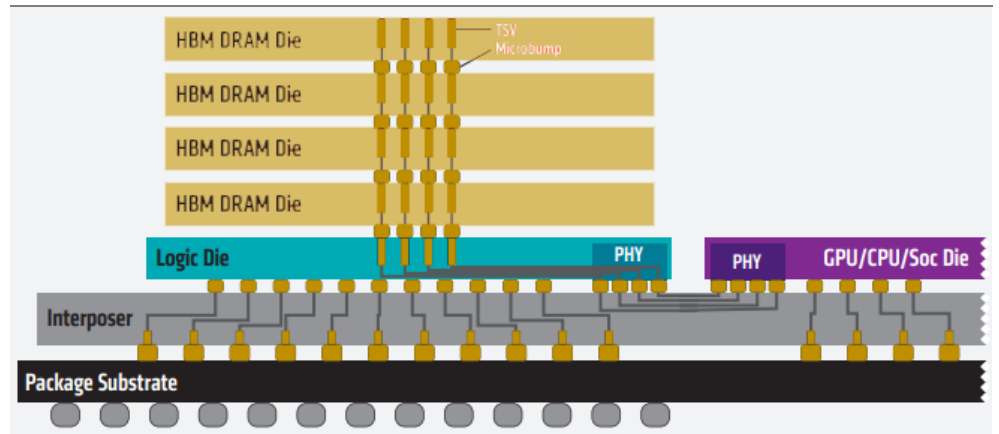 HBM DRAM Die
TSV
Microbump
HBM DRAM Die
HBM DRAM Die
HBM DRAM Die
Logic Die
PHY
PHY
GPU/CPU/Soc Die
Interposer
Package Substrate